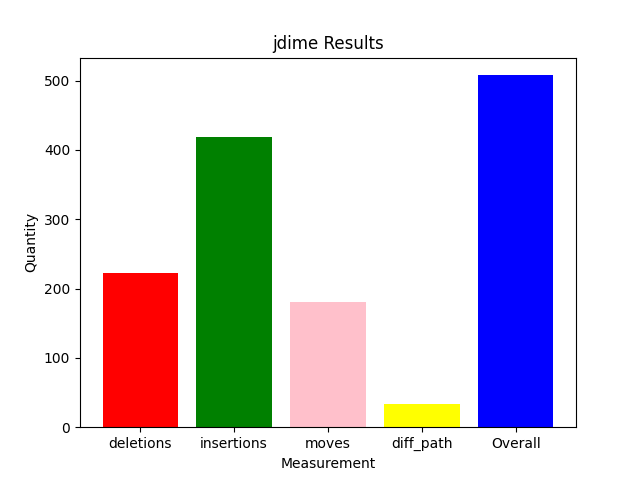 jdime Results
Quantity
500
400
300
200
100
0
deletions insertions moves diff_path Overall
Measurement